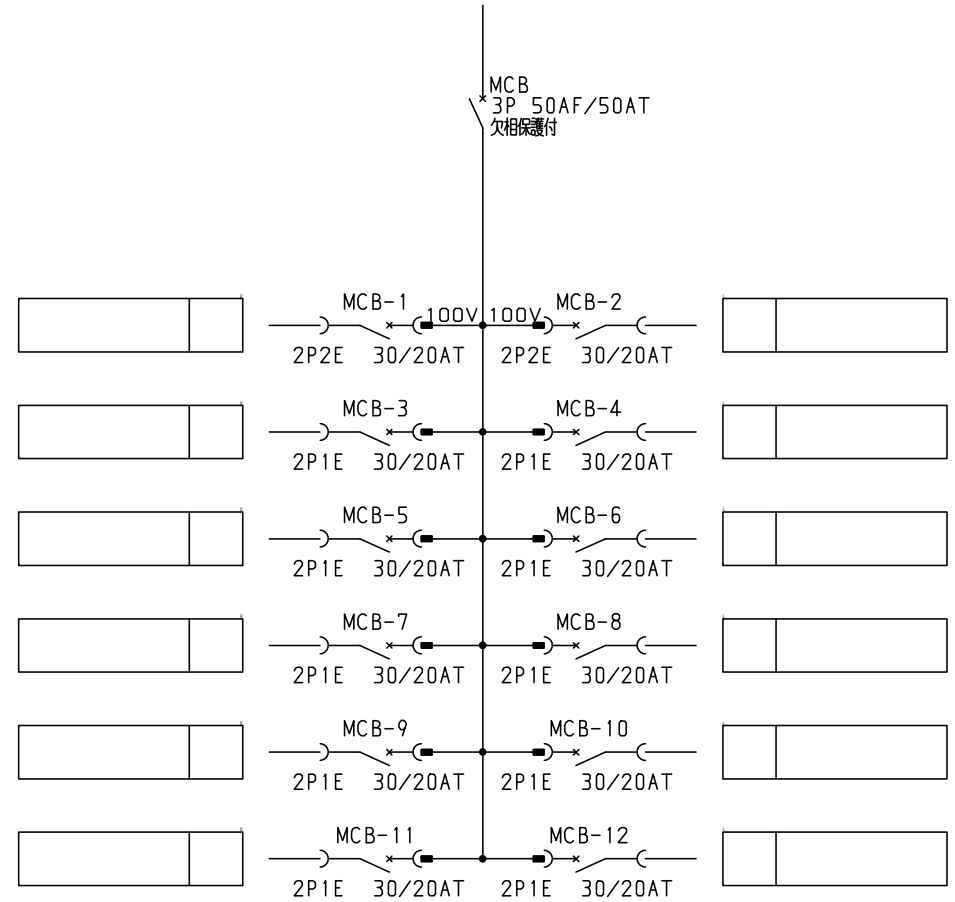 MCB
3P 50AF/50AT
欠相保護付
MCB-1 MCB-2
100V 100V
2P2E 30/20AT 2P2E 30/20AT
MCB-3 MCB-4
2P1E 30/20AT 2P1E 30/20AT
MCB-5 MCB-6
2P1E 30/20AT 2P1E 30/20AT
MCB-7 MCB-8
2P1E 30/20AT 2P1E 30/20AT
MCB-9 MCB-10
2P1E 30/20AT 2P1E 30/20AT
MCB-11 MCB-12
2P1E 30/20AT 2P1E 30/20AT